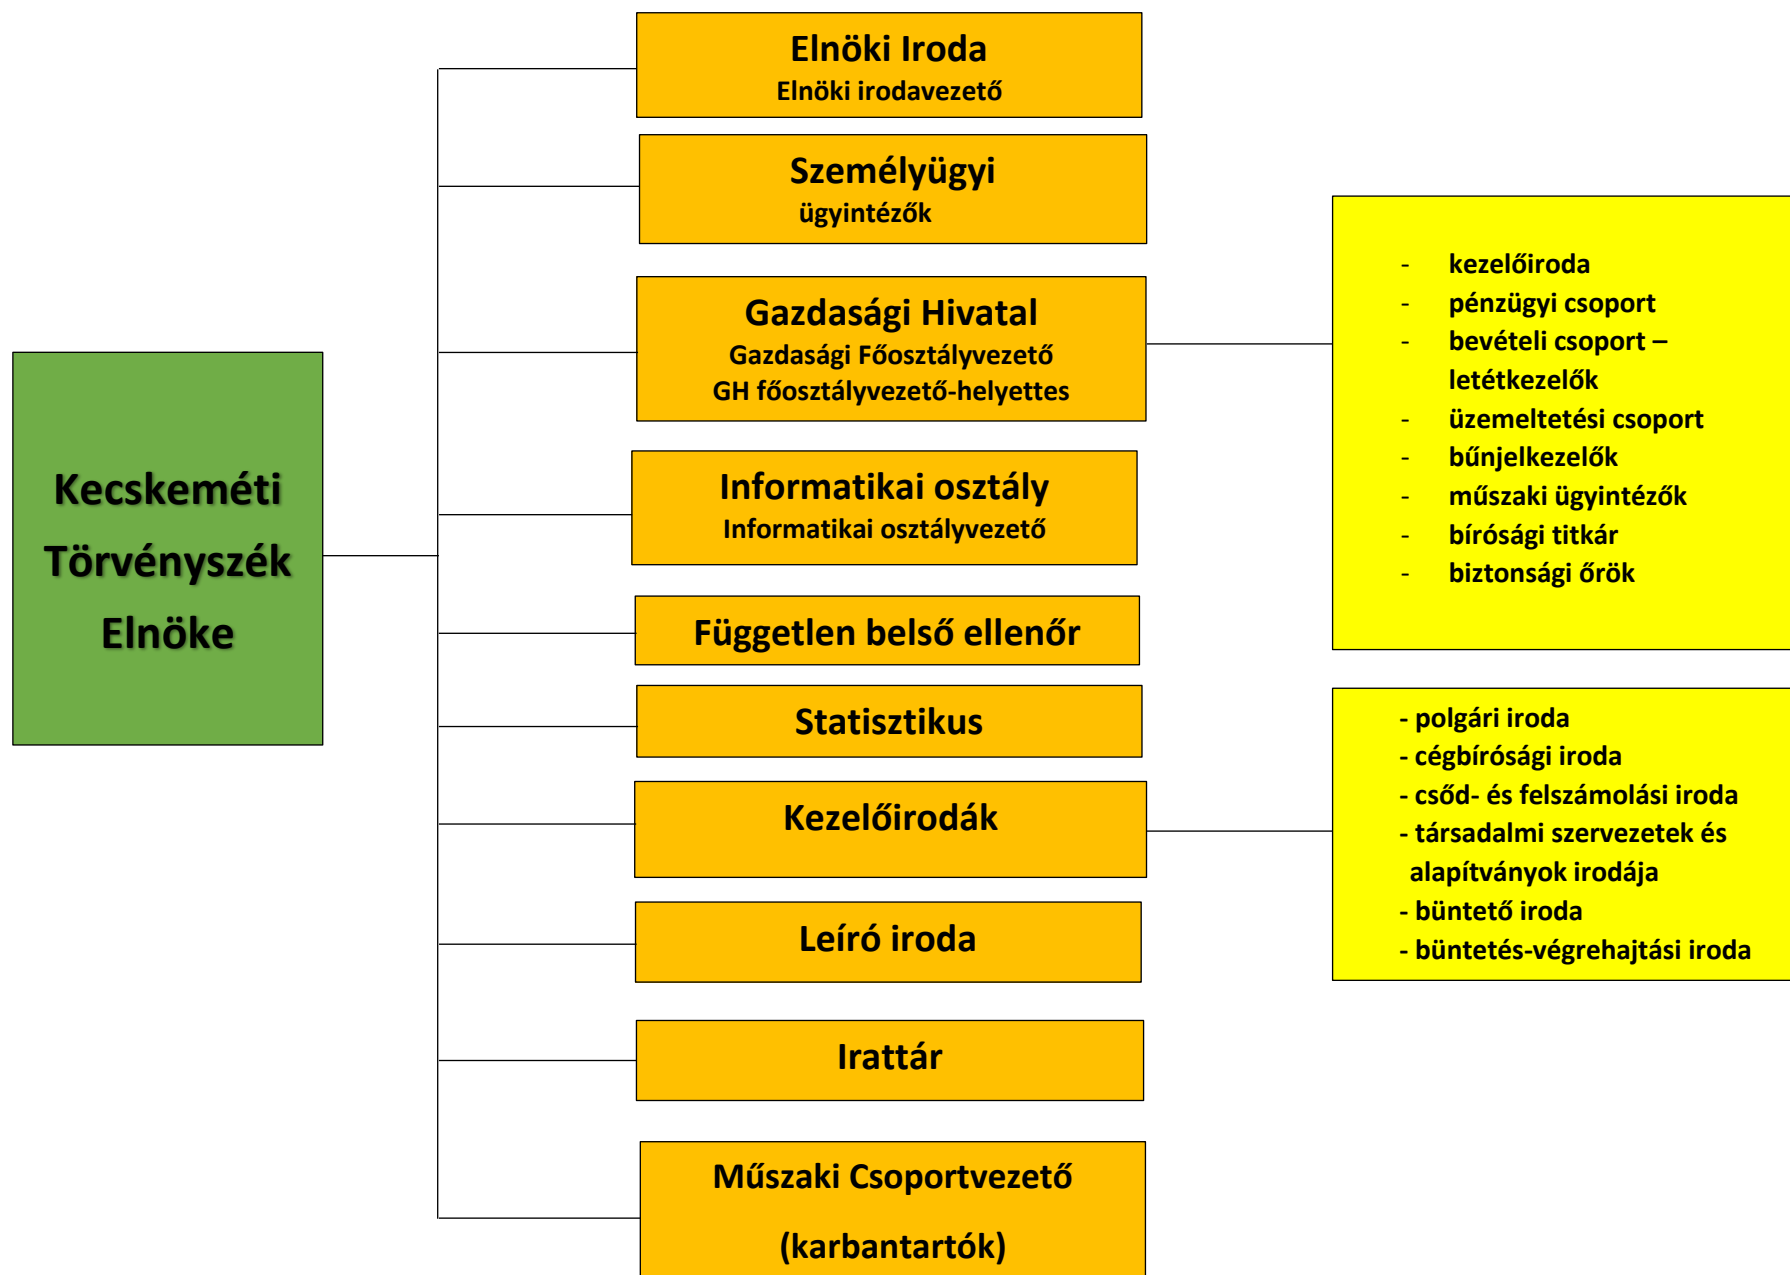 Kecskeméti
Törvényszék
Elnöke
Elnöki Iroda
Elnöki irodavezető
Személyügyi
ügyintézők
Gazdasági Hivatal
Gazdasági Főosztályvezető
GH főosztályvezető-helyettes
Informatikai osztály
Informatikai osztályvezető
Független belső ellenőr
Statisztikus
Kezelőirodák
Leíró iroda
Irattár
Műszaki Csoportvezető
(karbantartók)
- kezelőiroda
- pénzügyi csoport
- bevételi csoport –
letétkezelők
- üzemeltetési csoport
- bűnjelkezelők
- műszaki ügyintézők
- bírósági titkár
- biztonsági őrök
- polgári iroda
- cégbírósági iroda
- csőd- és felszámolási iroda
- társadalmi szervezetek és
alapítványok irodája
- büntető iroda
- büntetés-végrehajtási iroda